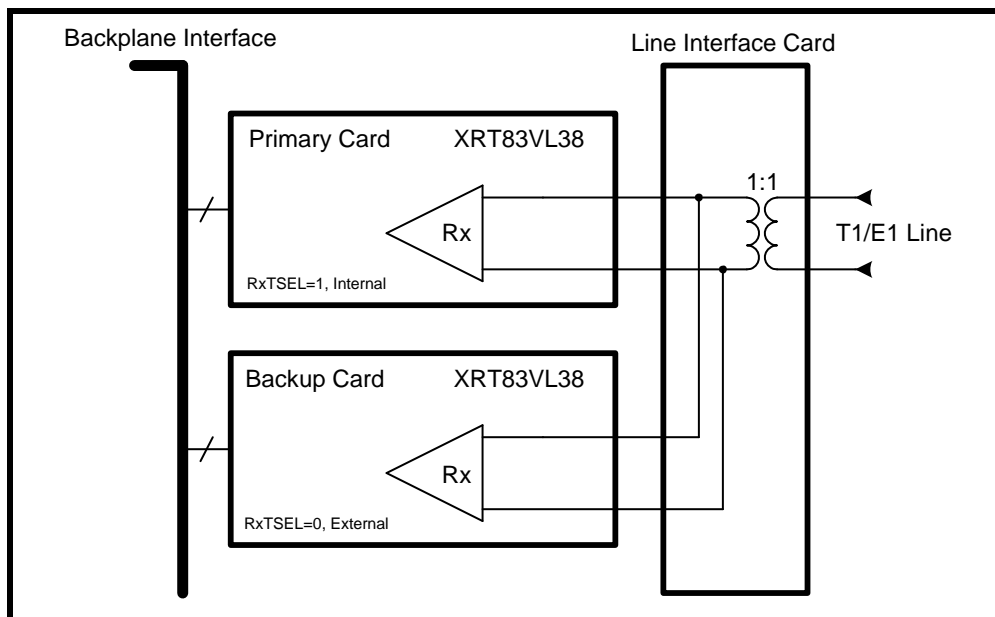 Backplane Interface
Line Interface Card
Primary Card XRT83VL38
1:1
Rx
T1/E1 Line
RxTSEL=1, Internal
Backup Card XRT83VL38
Rx
RxTSEL=0, External